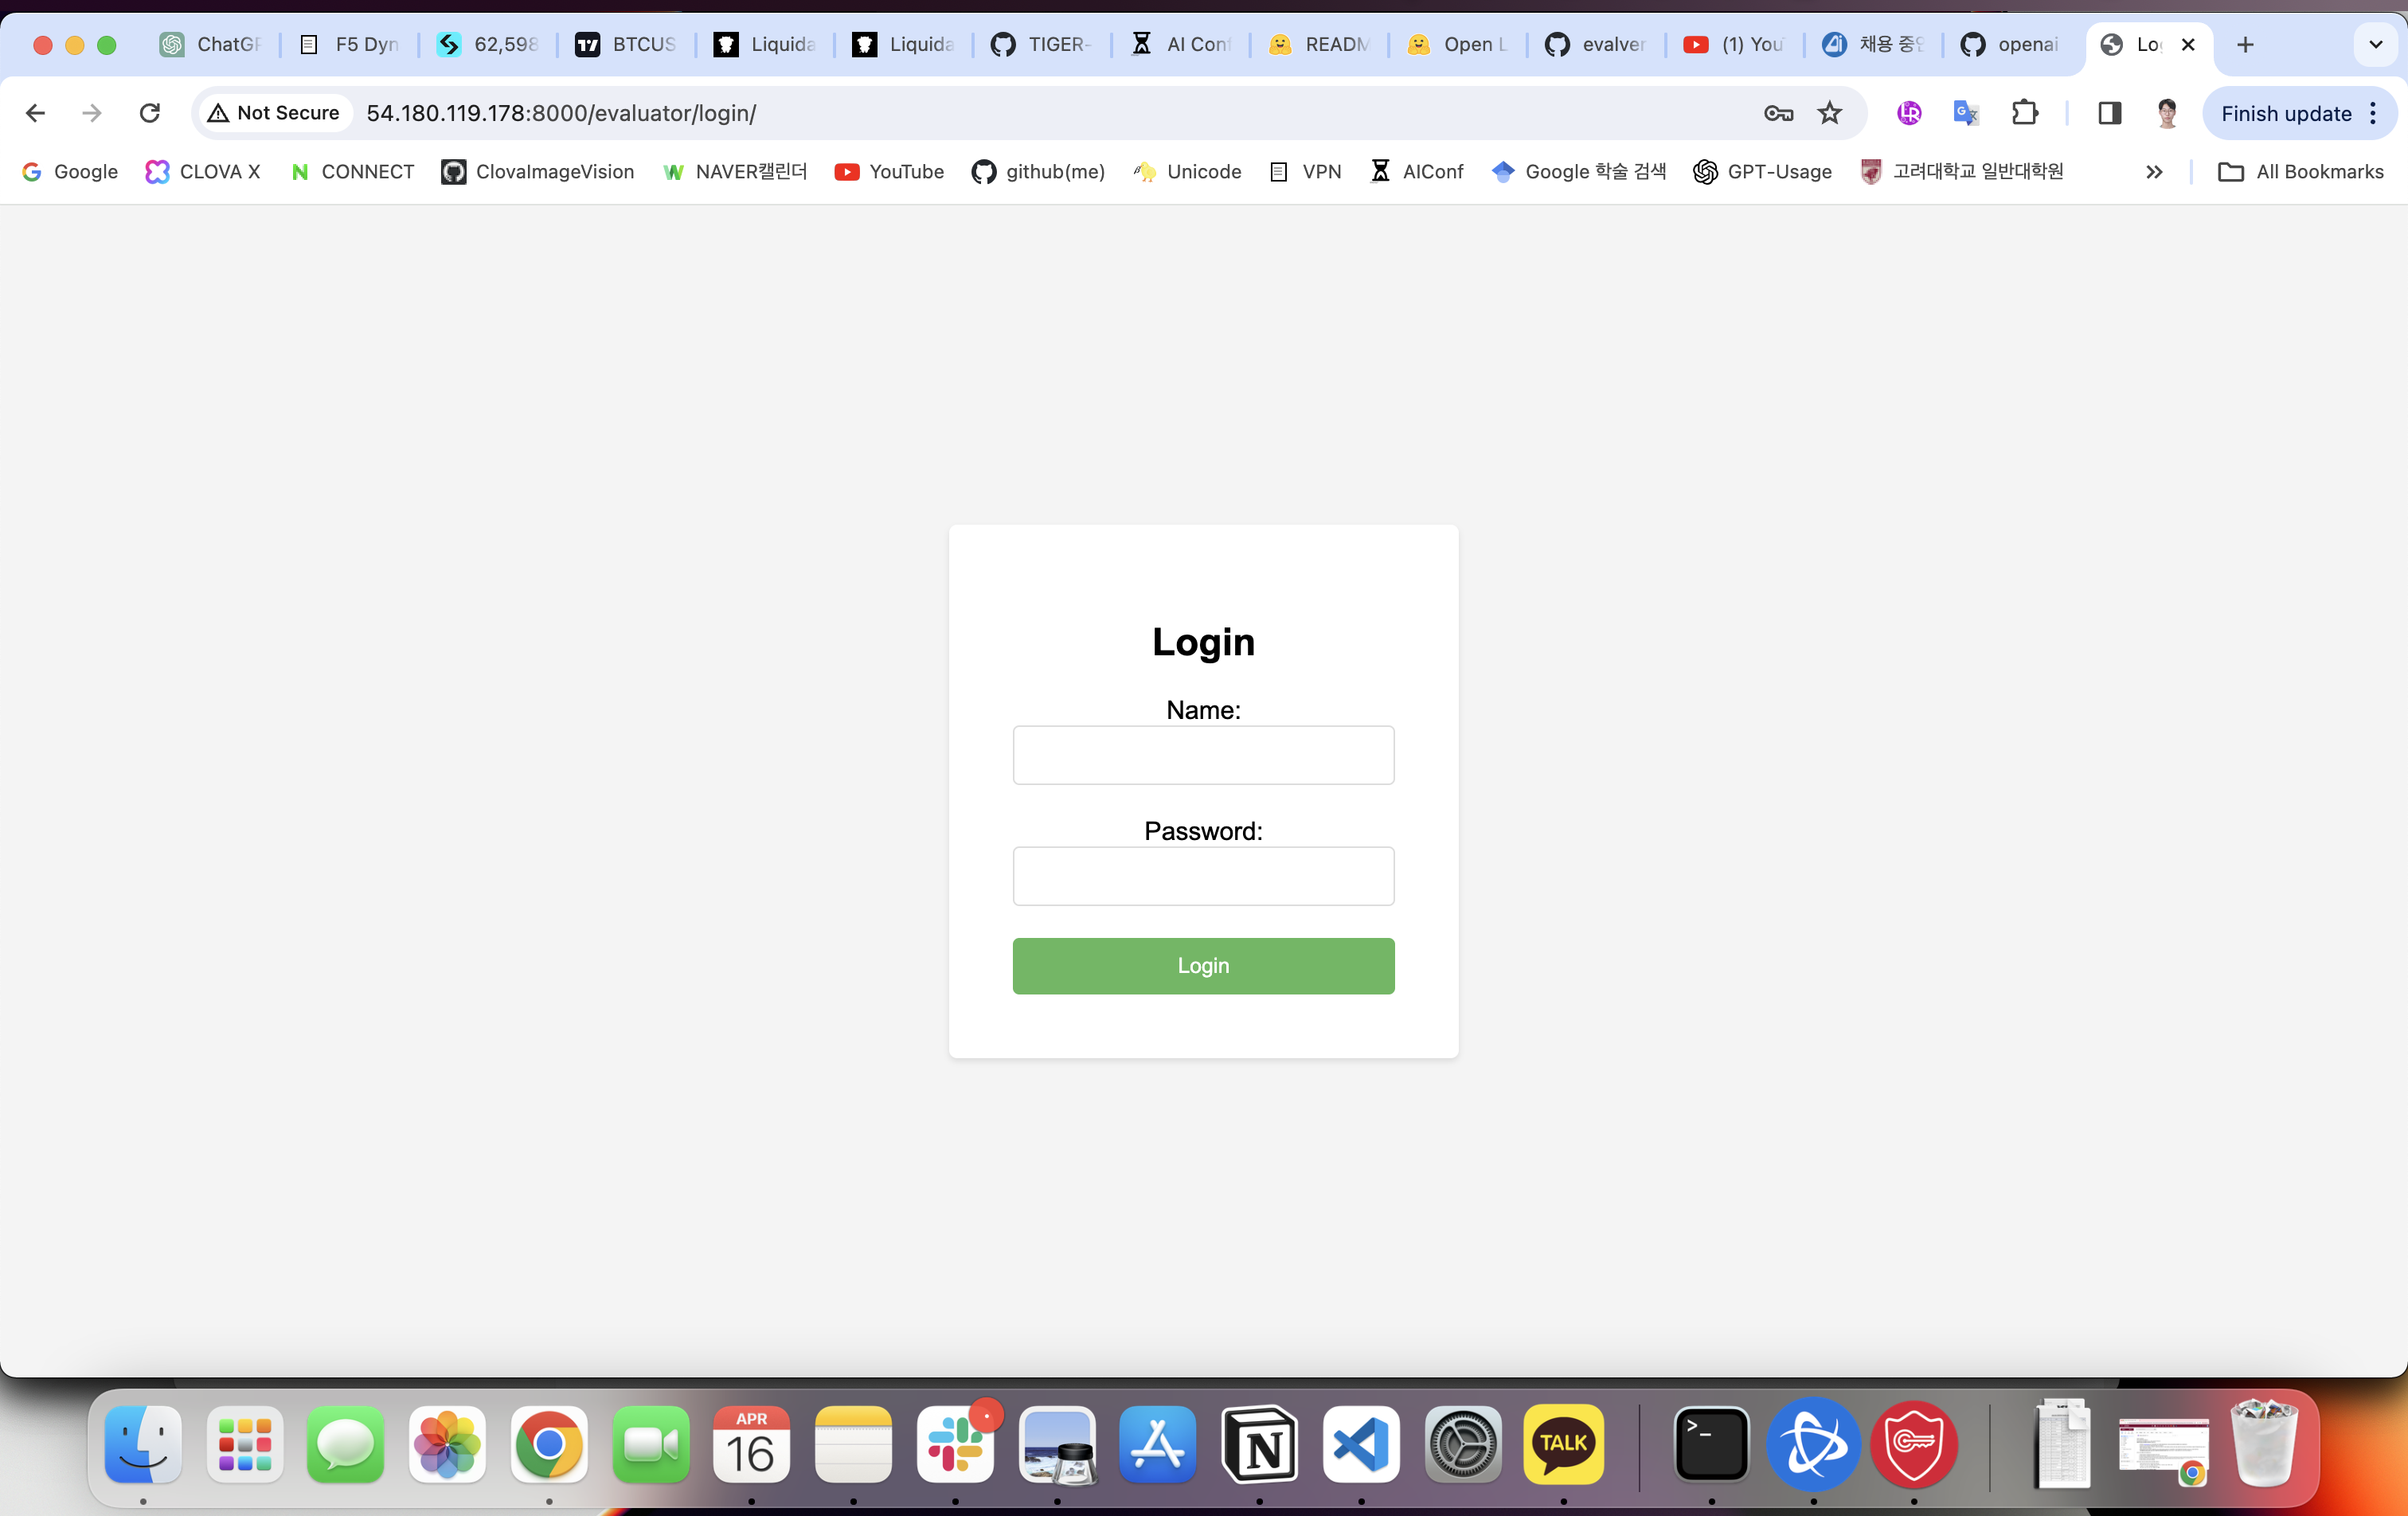 ChatGP F5 Dyn 62,598 BTCUS Liquida Liquida TIGER- AI Conf READM Open L evalver (1) You 채용 중인 openai Log
Not Secure 54.180.119.178:8000/evaluator/login/ Finish update
Google CLOVA X CONNECT ClovaImageVision NAVER캘린더 YouTube github(me) Unicode VPN AIConf Google 학술 검색 GPT-Usage 고려대학교 일반대학원 All Bookmarks
Login
Name:
Password:
Login
APR
16
TALK